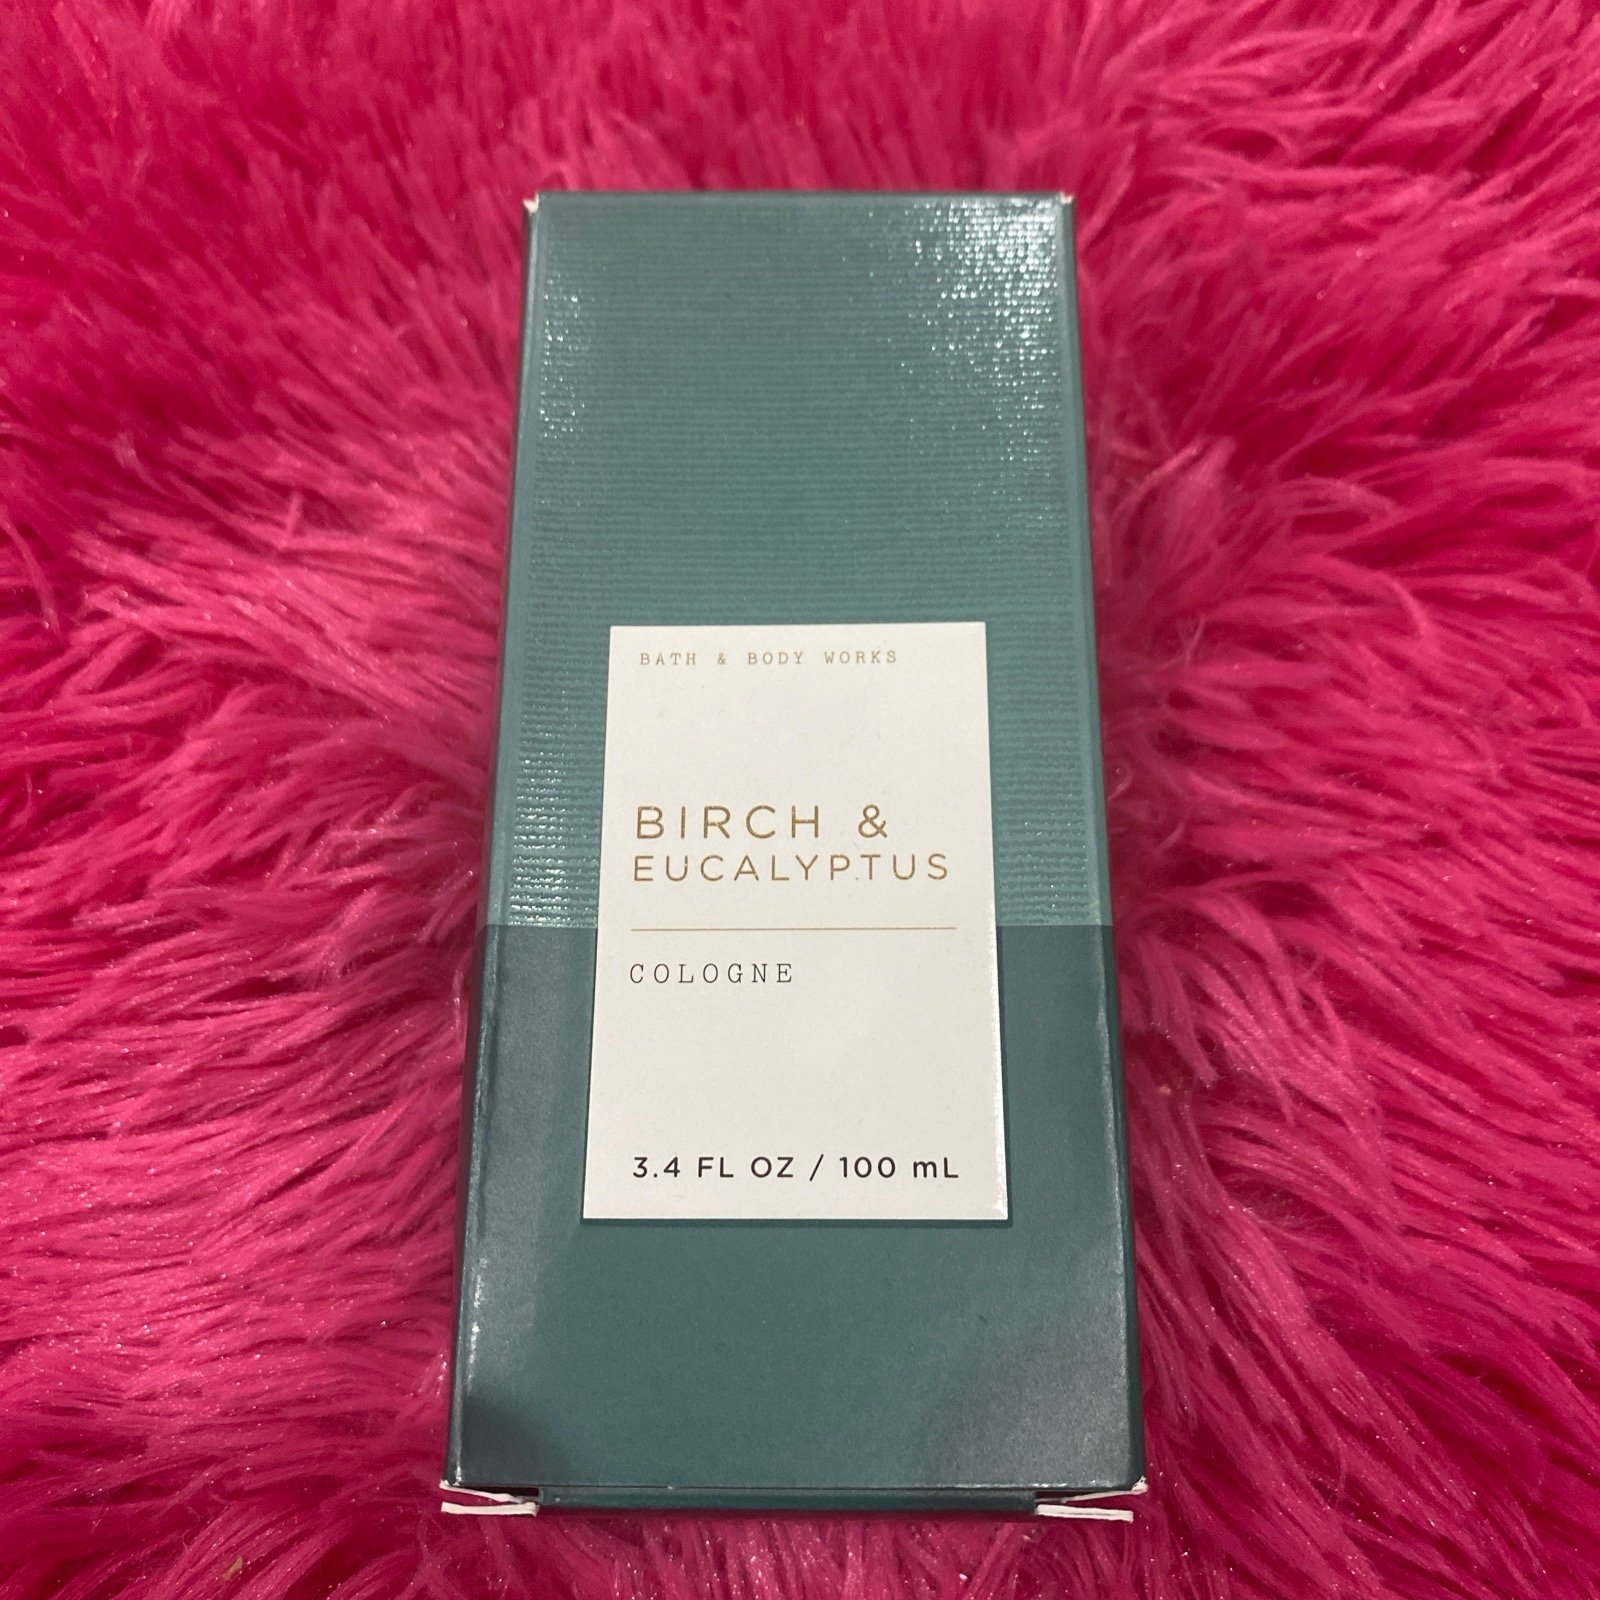 BATH & BODY WORKS
BIRCH &
EUCALYPTUS
COLOGNE
3.4 FL OZ / 100 mL